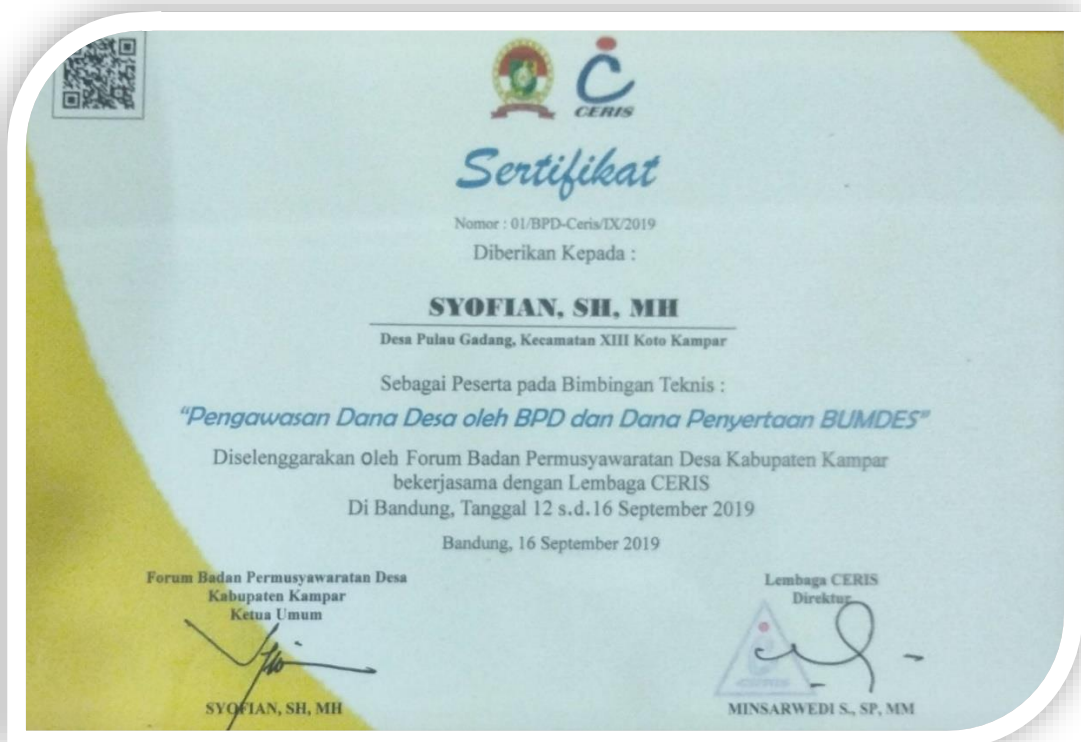 CERIS
Sertifikat
Nomor : 01/BPD-Ceris/IX/2019
Diberikan Kepada :
SYOFIAN, SH, MH
Desa Pulau Gadang, Kecamatan XIII Koto Kampar
Sebagai Peserta pada Bimbingan Teknis :
"Pengawasan Dana Desa oleh BPD dan Dana Penyertaan BUMDES"
Diselenggarakan Oleh Forum Badan Permusyawaratan Desa Kabupaten Kampar
bekerjasama dengan Lembaga CERIS
Di Bandung, Tanggal 12 s.d.16 September 2019
Bandung, 16 September 2019
Forum Badan Permusyawaratan Desa
Kabupaten Kampar
Ketua Umum
SYOFIAN, SH, MH
Lembaga CERIS
Direktur
CERIS
MINSARWEDI S., SP, MM